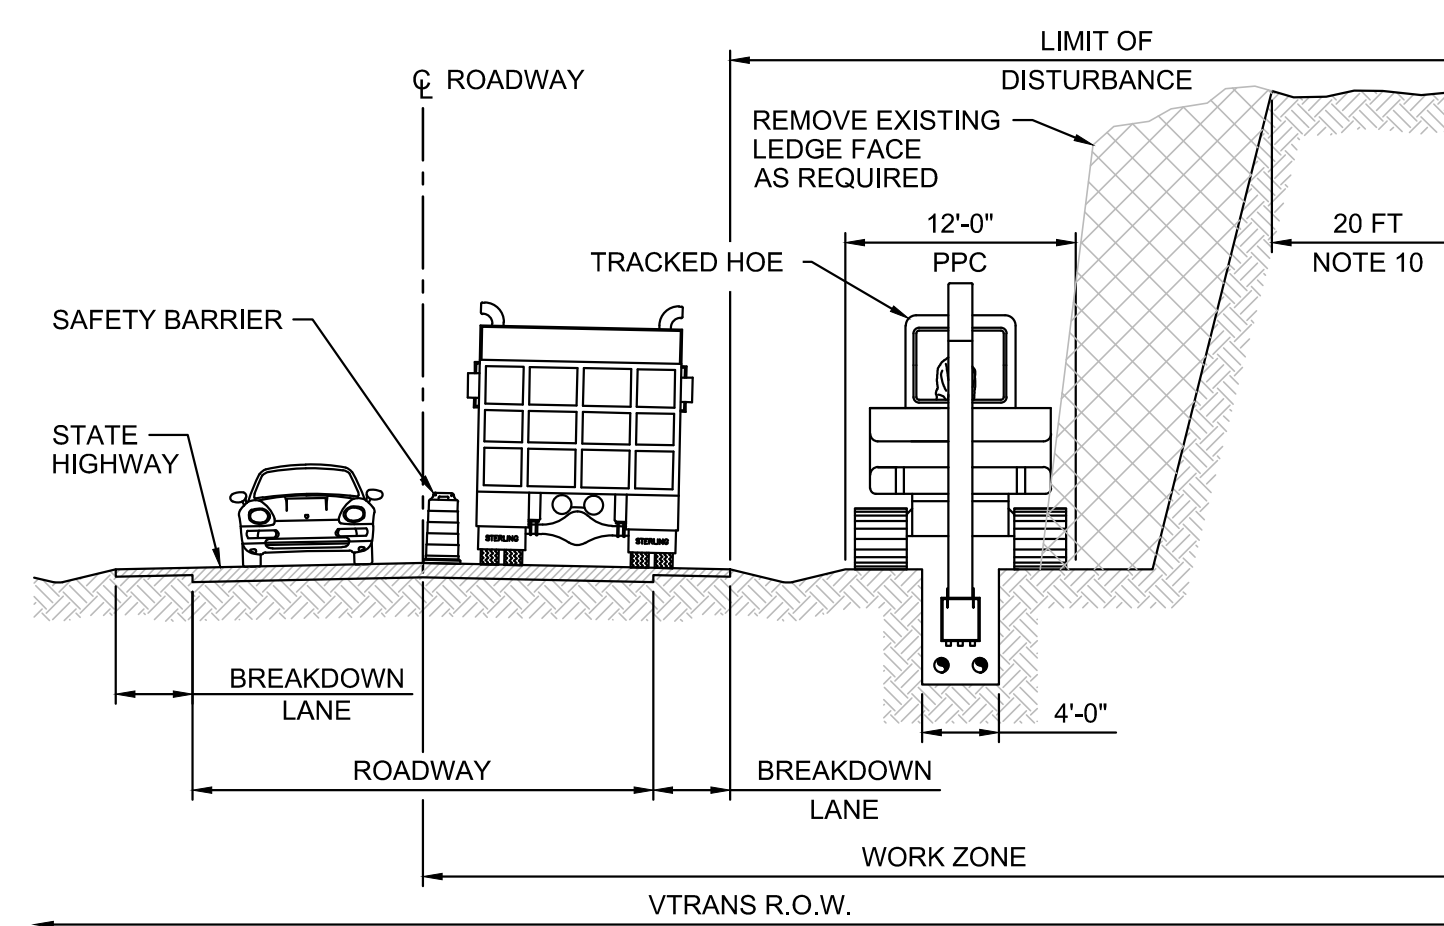 LIMIT OF
DISTURBANCE
℄ ROADWAY
REMOVE EXISTING
LEDGE FACE
AS REQUIRED
12'-0"
PPC
20 FT
NOTE 10
TRACKED HOE
SAFETY BARRIER
STATE
HIGHWAY
STERLING
STERLING
BREAKDOWN
LANE
4'-0"
ROADWAY
BREAKDOWN
LANE
WORK ZONE
VTRANS R.O.W.